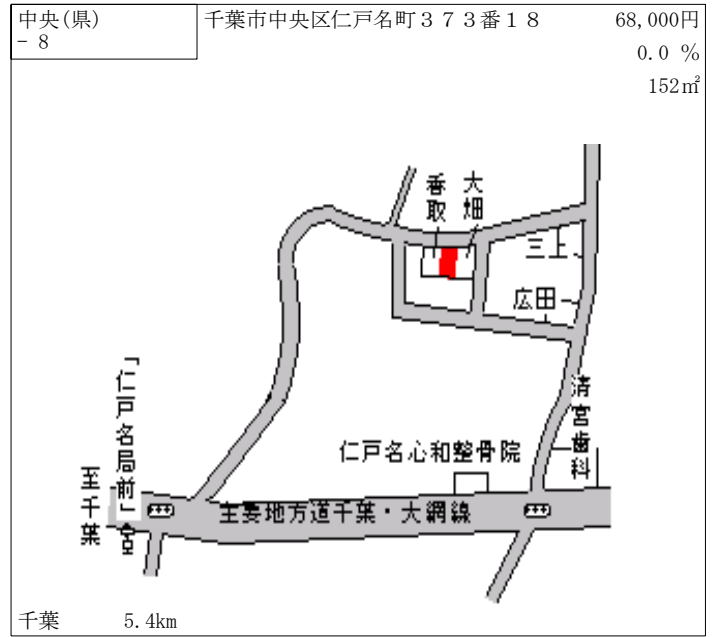 中央(県)
- 8
千葉市中央区仁戸名町３７３番１８
68,000円
0.0 %
152㎡
香取
大畑
三上
広田
清宮歯科
「仁戸名局前」
至千葉
仁戸名心和整骨院
主要地方道千葉・大網線
千葉 5.4km